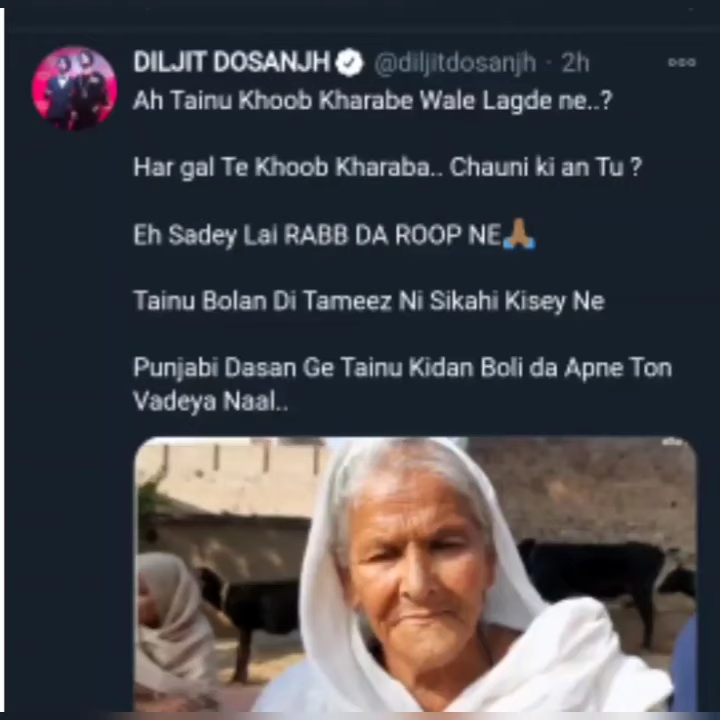 DILJIT DOSANJH @diljitdosanjh · 2h
Ah Tainu Khoob Kharabe Wale Lagde ne..?
Har gal Te Khoob Kharaba.. Chauni ki an Tu ?
Eh Sadey Lai RABB DA ROOP NE🙏🏽
Tainu Bolan Di Tameez Ni Sikahi Kisey Ne
Punjabi Dasan Ge Tainu Kidan Boli da Apne Ton
Vadeya Naal..